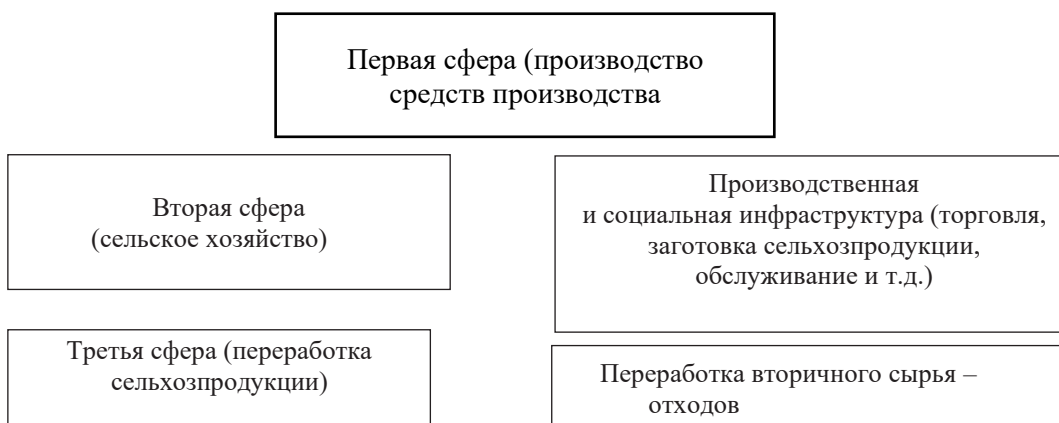 Первая сфера (производство
средств производства
Вторая сфера
(сельское хозяйство)
Производственная
и социальная инфраструктура (торговля,
заготовка сельхозпродукции,
обслуживание и т.д.)
Третья сфера (переработка
сельхозпродукции)
Переработка вторичного сырья –
отходов